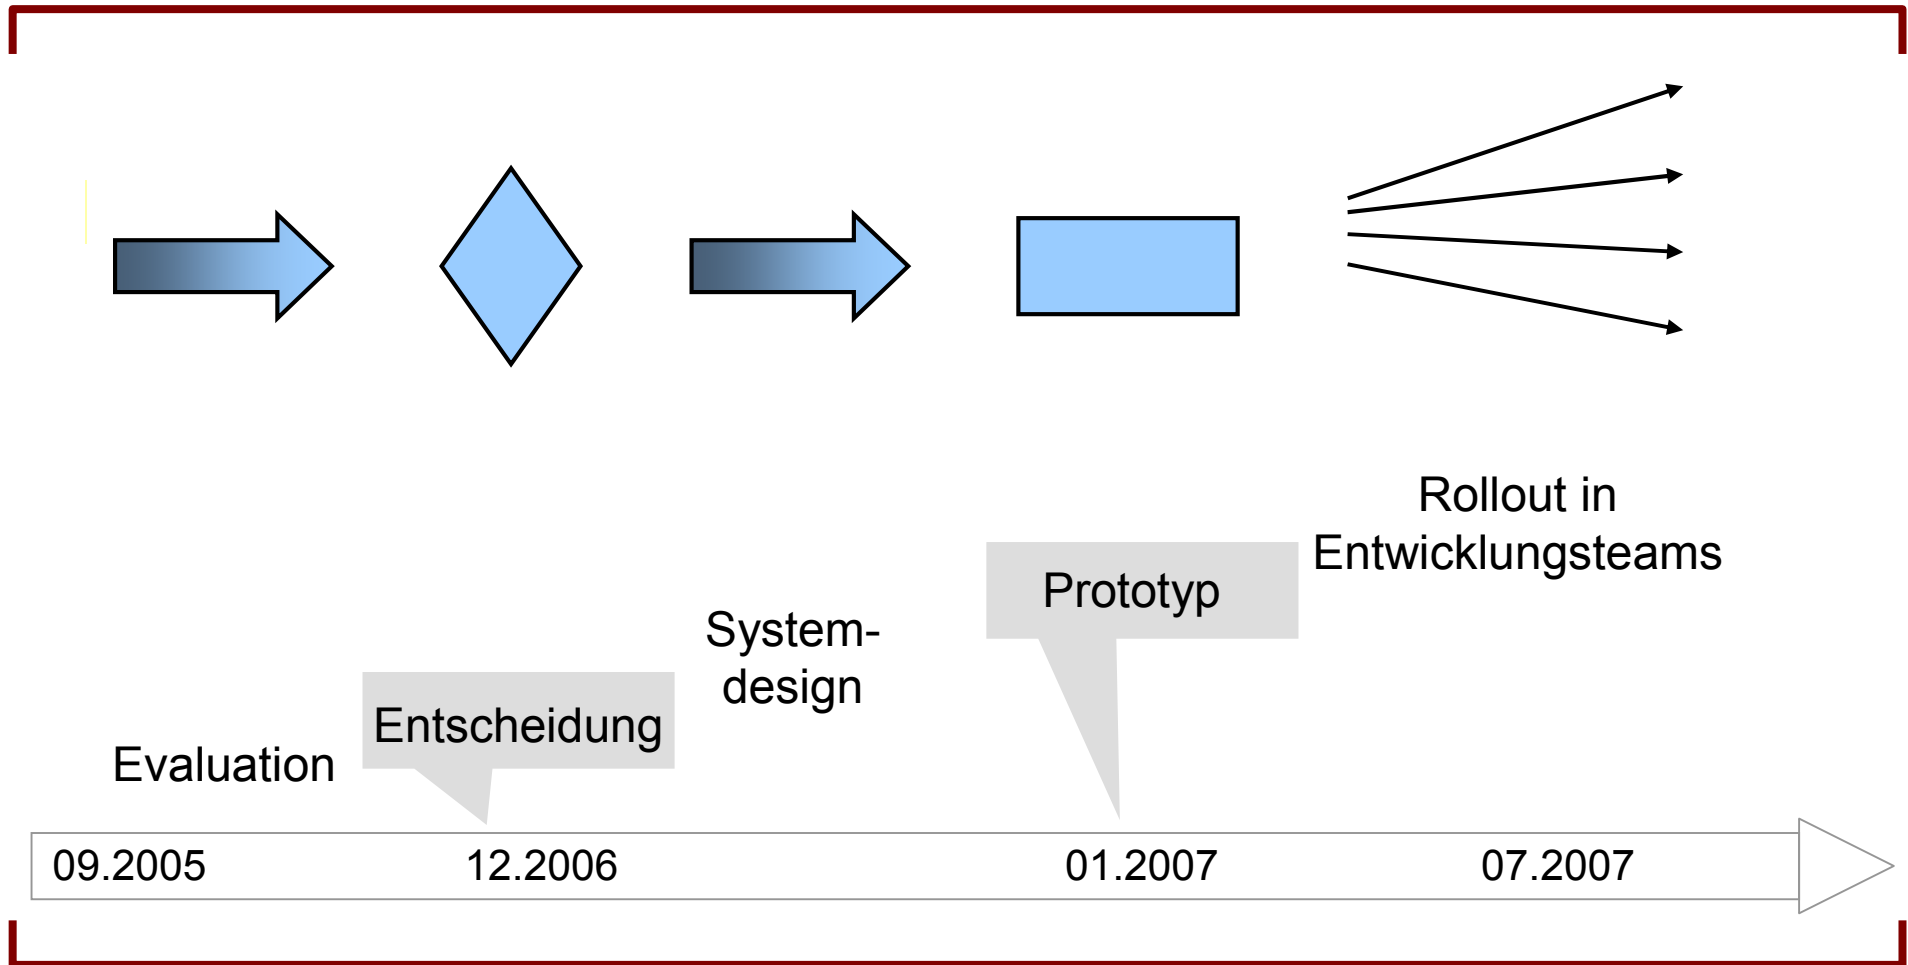 Rollout in
Entwicklungsteams
Prototyp
System-
design
Entscheidung
Evaluation
09.2005
12.2006
01.2007
07.2007